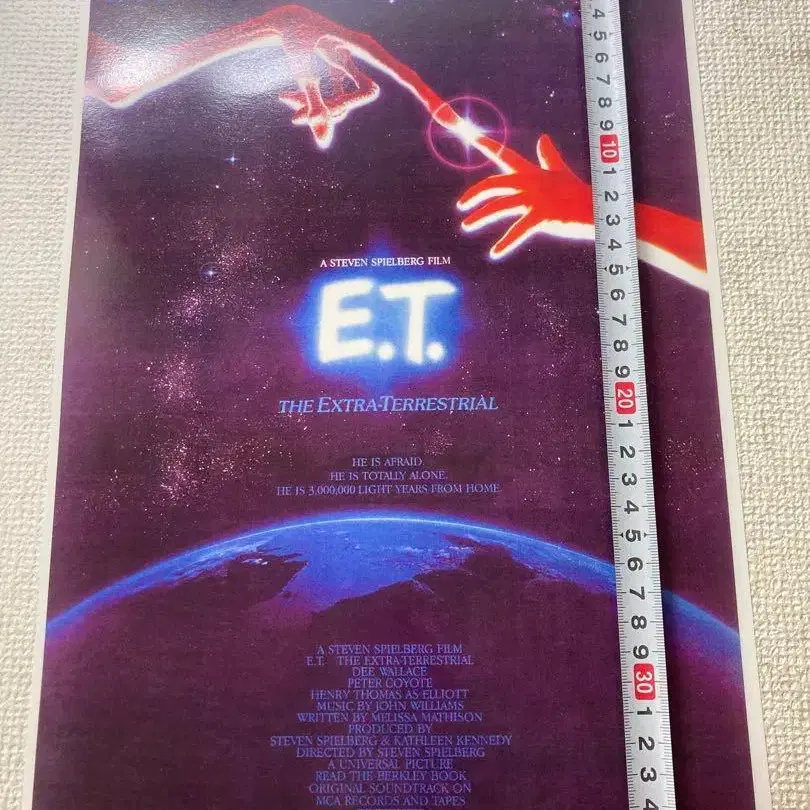 A STEVEN SPIELBERG FILM
E.T.
THE EXTRA-TERRESTRIAL
HE IS AFRAID.
HE IS TOTALLY ALONE.
HE IS 3,000,000 LIGHT YEARS FROM HOME.
A STEVEN SPIELBERG FILM
E.T. THE EXTRA-TERRESTRIAL
DEE WALLACE
PETER COYOTE
HENRY THOMAS AS ELLIOTT
MUSIC BY JOHN WILLIAMS
WRITTEN BY MELISSA MATHISON
PRODUCED BY
STEVEN SPIELBERG & KATHLEEN KENNEDY
DIRECTED BY STEVEN SPIELBERG
A UNIVERSAL PICTURE
READ THE BERKLEY BOOK
ORIGINAL SOUNDTRACK ON
MCA RECORDS AND TAPES
4 5 6 7 8 9 10 1 2 3 4 5 6 7 8 9 20 1 2 3 4 5 6 7 8 9 30 1 2 3 4